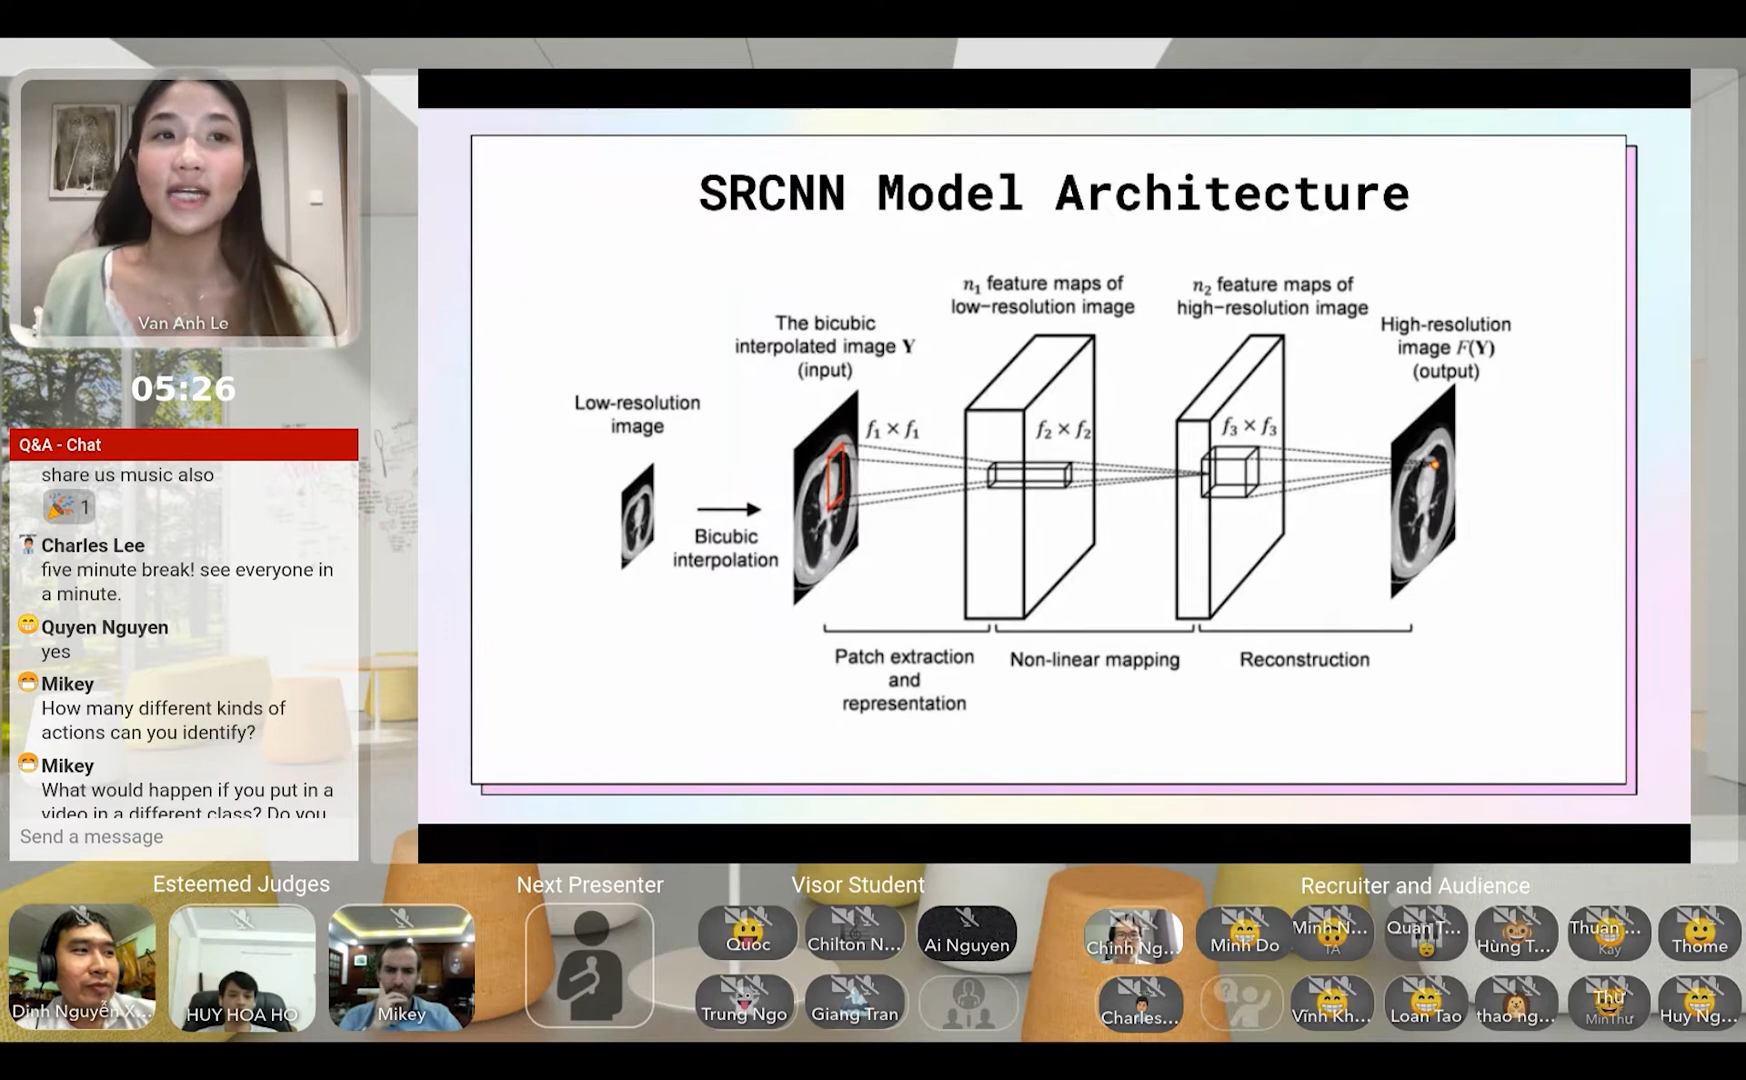 Van Anh Le
05:26
Q&A - Chat
share us music also
1
Charles Lee
five minute break! see everyone in
a minute.
Quyen Nguyen
yes
Mikey
How many different kinds of
actions can you identify?
Mikey
What would happen if you put in a
video in a different class? Do you
Send a message
SRCNN Model Architecture
Low-resolution
image
Bicubic
interpolation
The bicubic
interpolated image Y
(input)
f₁ × f₁
n₁ feature maps of
low-resolution image
f₂ × f₂
n₂ feature maps of
high-resolution image
f₃ × f₃
High-resolution
image F(Y)
(output)
Patch extraction
and
representation
Non-linear mapping
Reconstruction
Esteemed Judges
Next Presenter
Visor Student
Recruiter and Audience
Dinh Nguyễn X...
HUY HOA HO
Mikey
Quoc
Chilton N...
Ai Nguyen
Trung Ngo
Giang Tran
Chính Ng...
Minh Do
Minh N...
TA
Quan T...
Hùng T...
Thuan ...
Kay
Thome
Charles...
Vĩnh Kh...
Loan Tao
thao ng...
Thư
MinThư
Huy Ng...